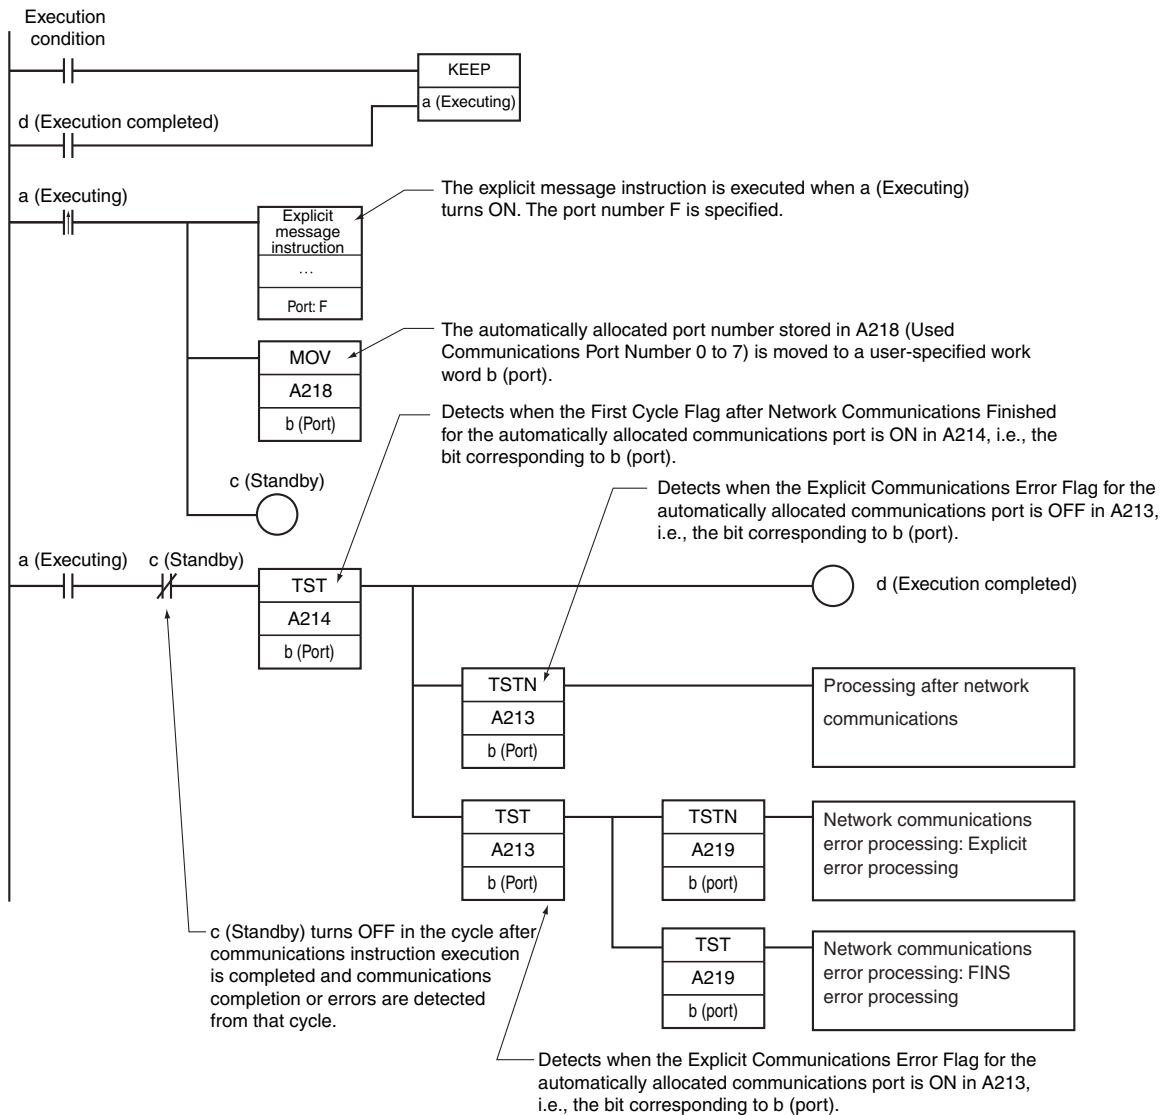 Execution
condition
KEEP
a (Executing)
d (Execution completed)
a (Executing)
Explicit
message
instruction
...
Port: F
The explicit message instruction is executed when a (Executing)
turns ON. The port number F is specified.
MOV
A218
b (Port)
The automatically allocated port number stored in A218 (Used
Communications Port Number 0 to 7) is moved to a user-specified work
word b (port).
Detects when the First Cycle Flag after Network Communications Finished
for the automatically allocated communications port is ON in A214, i.e., the
bit corresponding to b (port).
c (Standby)
Detects when the Explicit Communications Error Flag for the
automatically allocated communications port is OFF in A213,
i.e., the bit corresponding to b (port).
a (Executing)
c (Standby)
TST
A214
b (Port)
d (Execution completed)
TSTN
A213
b (Port)
Processing after network
communications
TST
A213
b (Port)
TSTN
A219
b (port)
Network communications
error processing: Explicit
error processing
TST
A219
b (port)
Network communications
error processing: FINS
error processing
c (Standby) turns OFF in the cycle after
communications instruction execution
is completed and communications
completion or errors are detected
from that cycle.
Detects when the Explicit Communications Error Flag for the
automatically allocated communications port is ON in A213,
i.e., the bit corresponding to b (port).